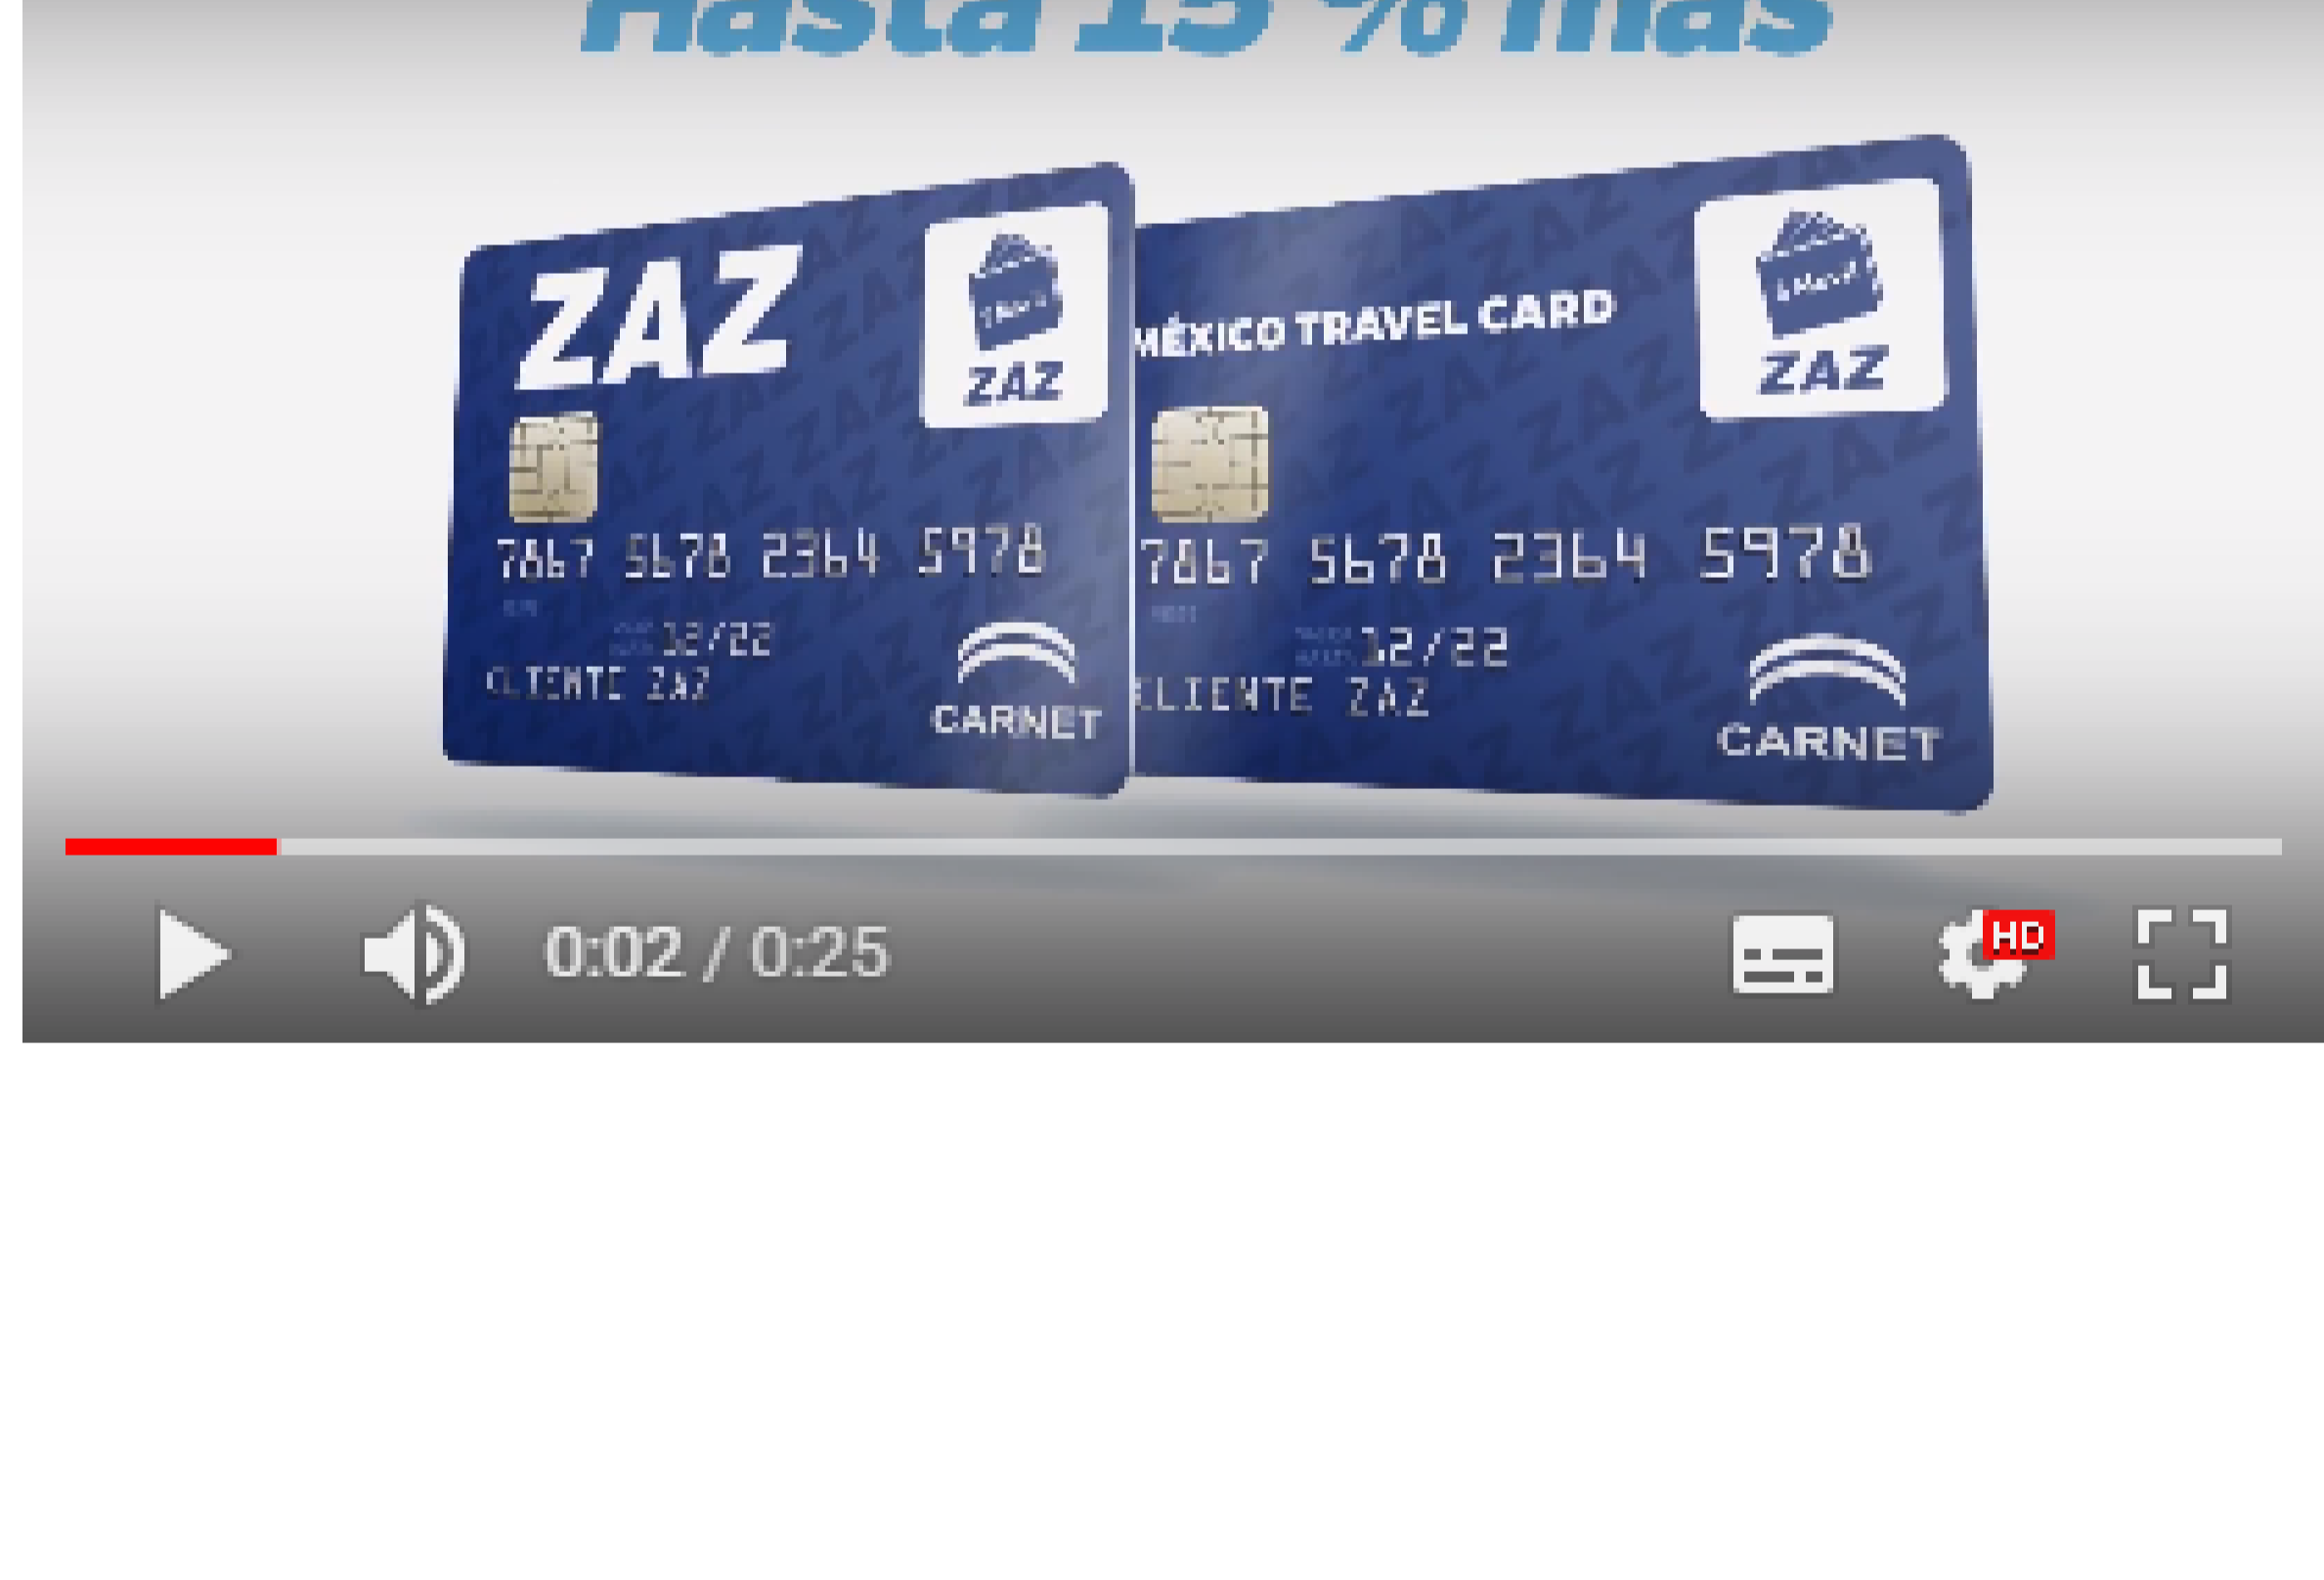 Hasta 15 % más
ZAZ
ZAZ
7867 5678 2364 5978
12/22
CLIENTE ZAZ
CARNET
MÉXICO TRAVEL CARD
ZAZ
7867 5678 2364 5978
12/22
CLIENTE ZAZ
CARNET
0:02 / 0:25
HD